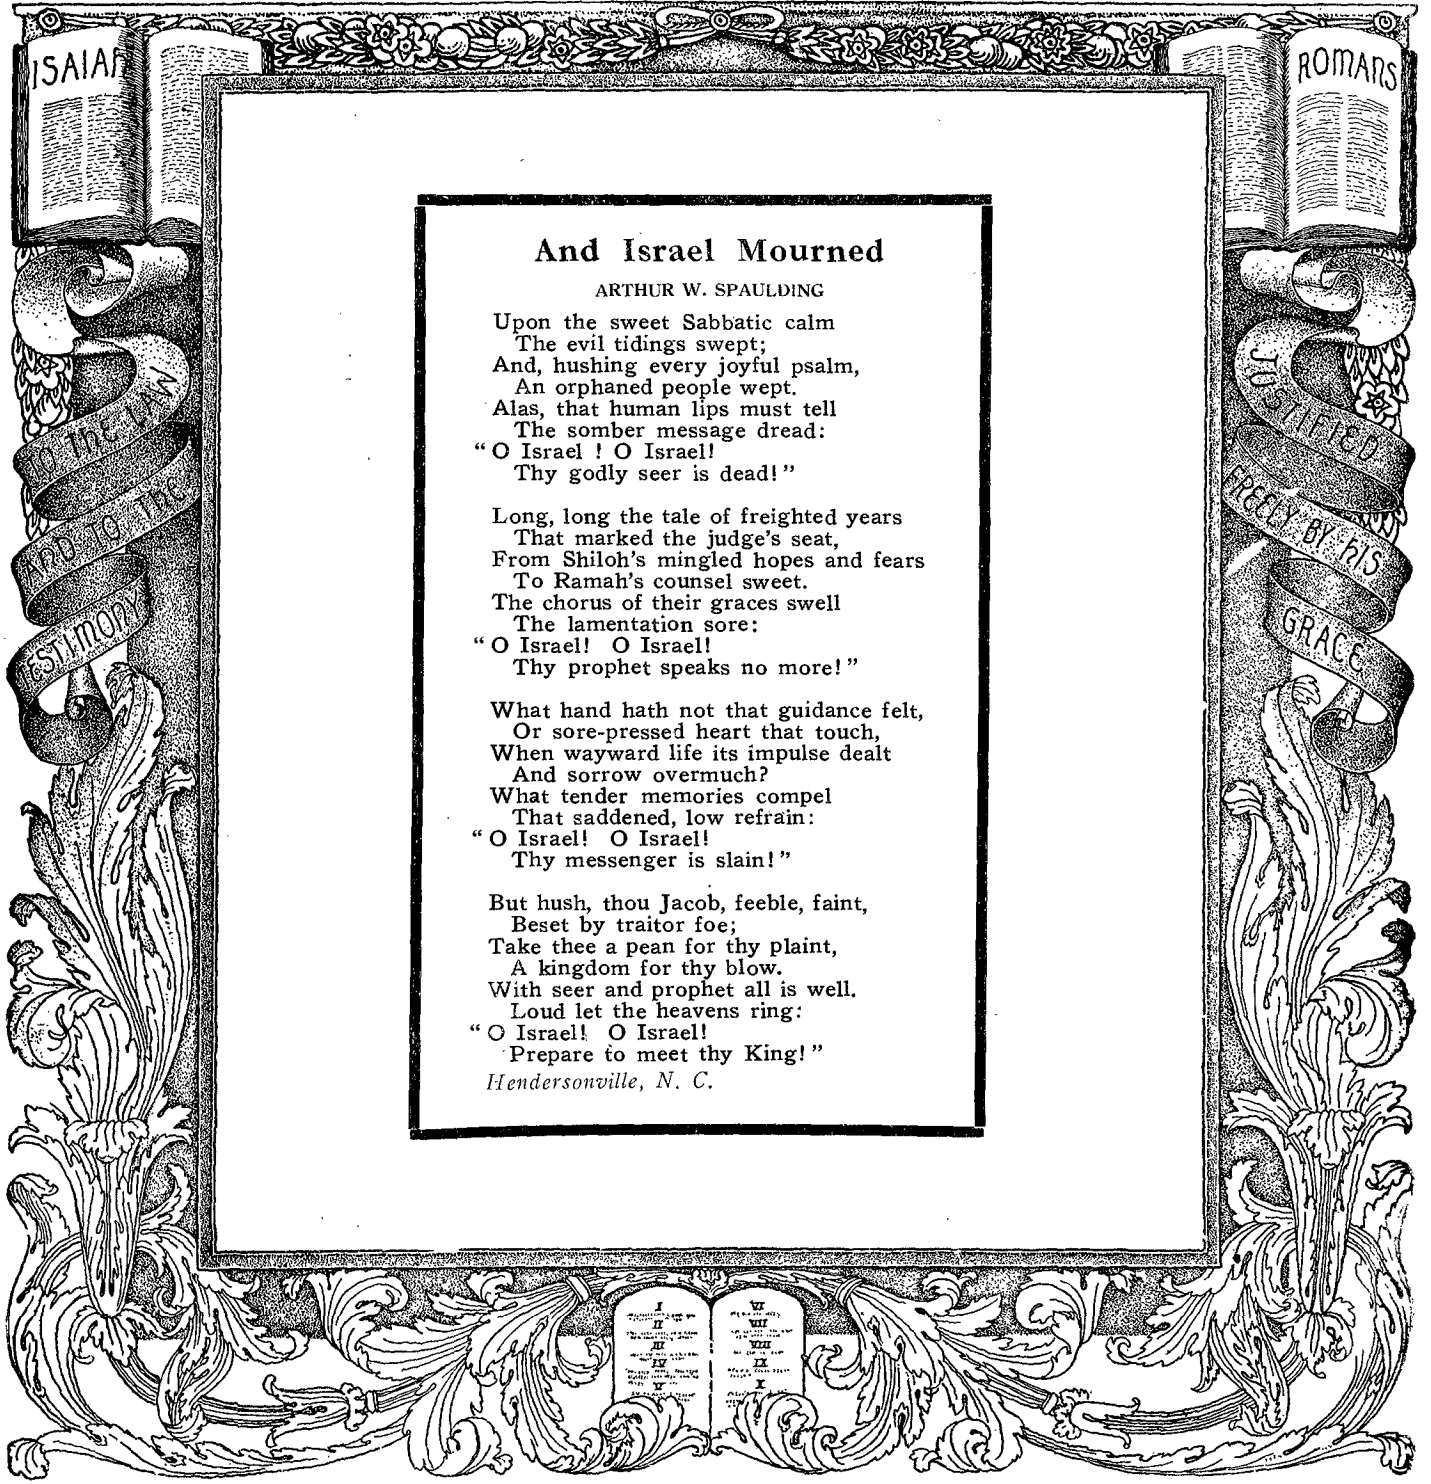 ISAIAH
ROMANS
TO THE LAW
AND TO THE
TESTIMONY
JUSTIFIED
FREELY BY HIS
GRACE
And Israel Mourned
ARTHUR W. SPAULDING
Upon the sweet Sabbatic calm
The evil tidings swept;
And, hushing every joyful psalm,
An orphaned people wept.
Alas, that human lips must tell
The somber message dread:
“O Israel ! O Israel!
Thy godly seer is dead!”
Long, long the tale of freighted years
That marked the judge's seat,
From Shiloh's mingled hopes and fears
To Ramah's counsel sweet.
The chorus of their graces swell
The lamentation sore:
“O Israel! O Israel!
Thy prophet speaks no more!”
What hand hath not that guidance felt,
Or sore-pressed heart that touch,
When wayward life its impulse dealt
And sorrow overmuch?
What tender memories compel
That saddened, low refrain:
“O Israel! O Israel!
Thy messenger is slain!”
But hush, thou Jacob, feeble, faint,
Beset by traitor foe;
Take thee a pean for thy plaint,
A kingdom for thy blow.
With seer and prophet all is well.
Loud let the heavens ring:
“O Israel! O Israel!
Prepare to meet thy King!”
Hendersonville, N. C.
I VI
II VII
III VIII
IV IX
V X